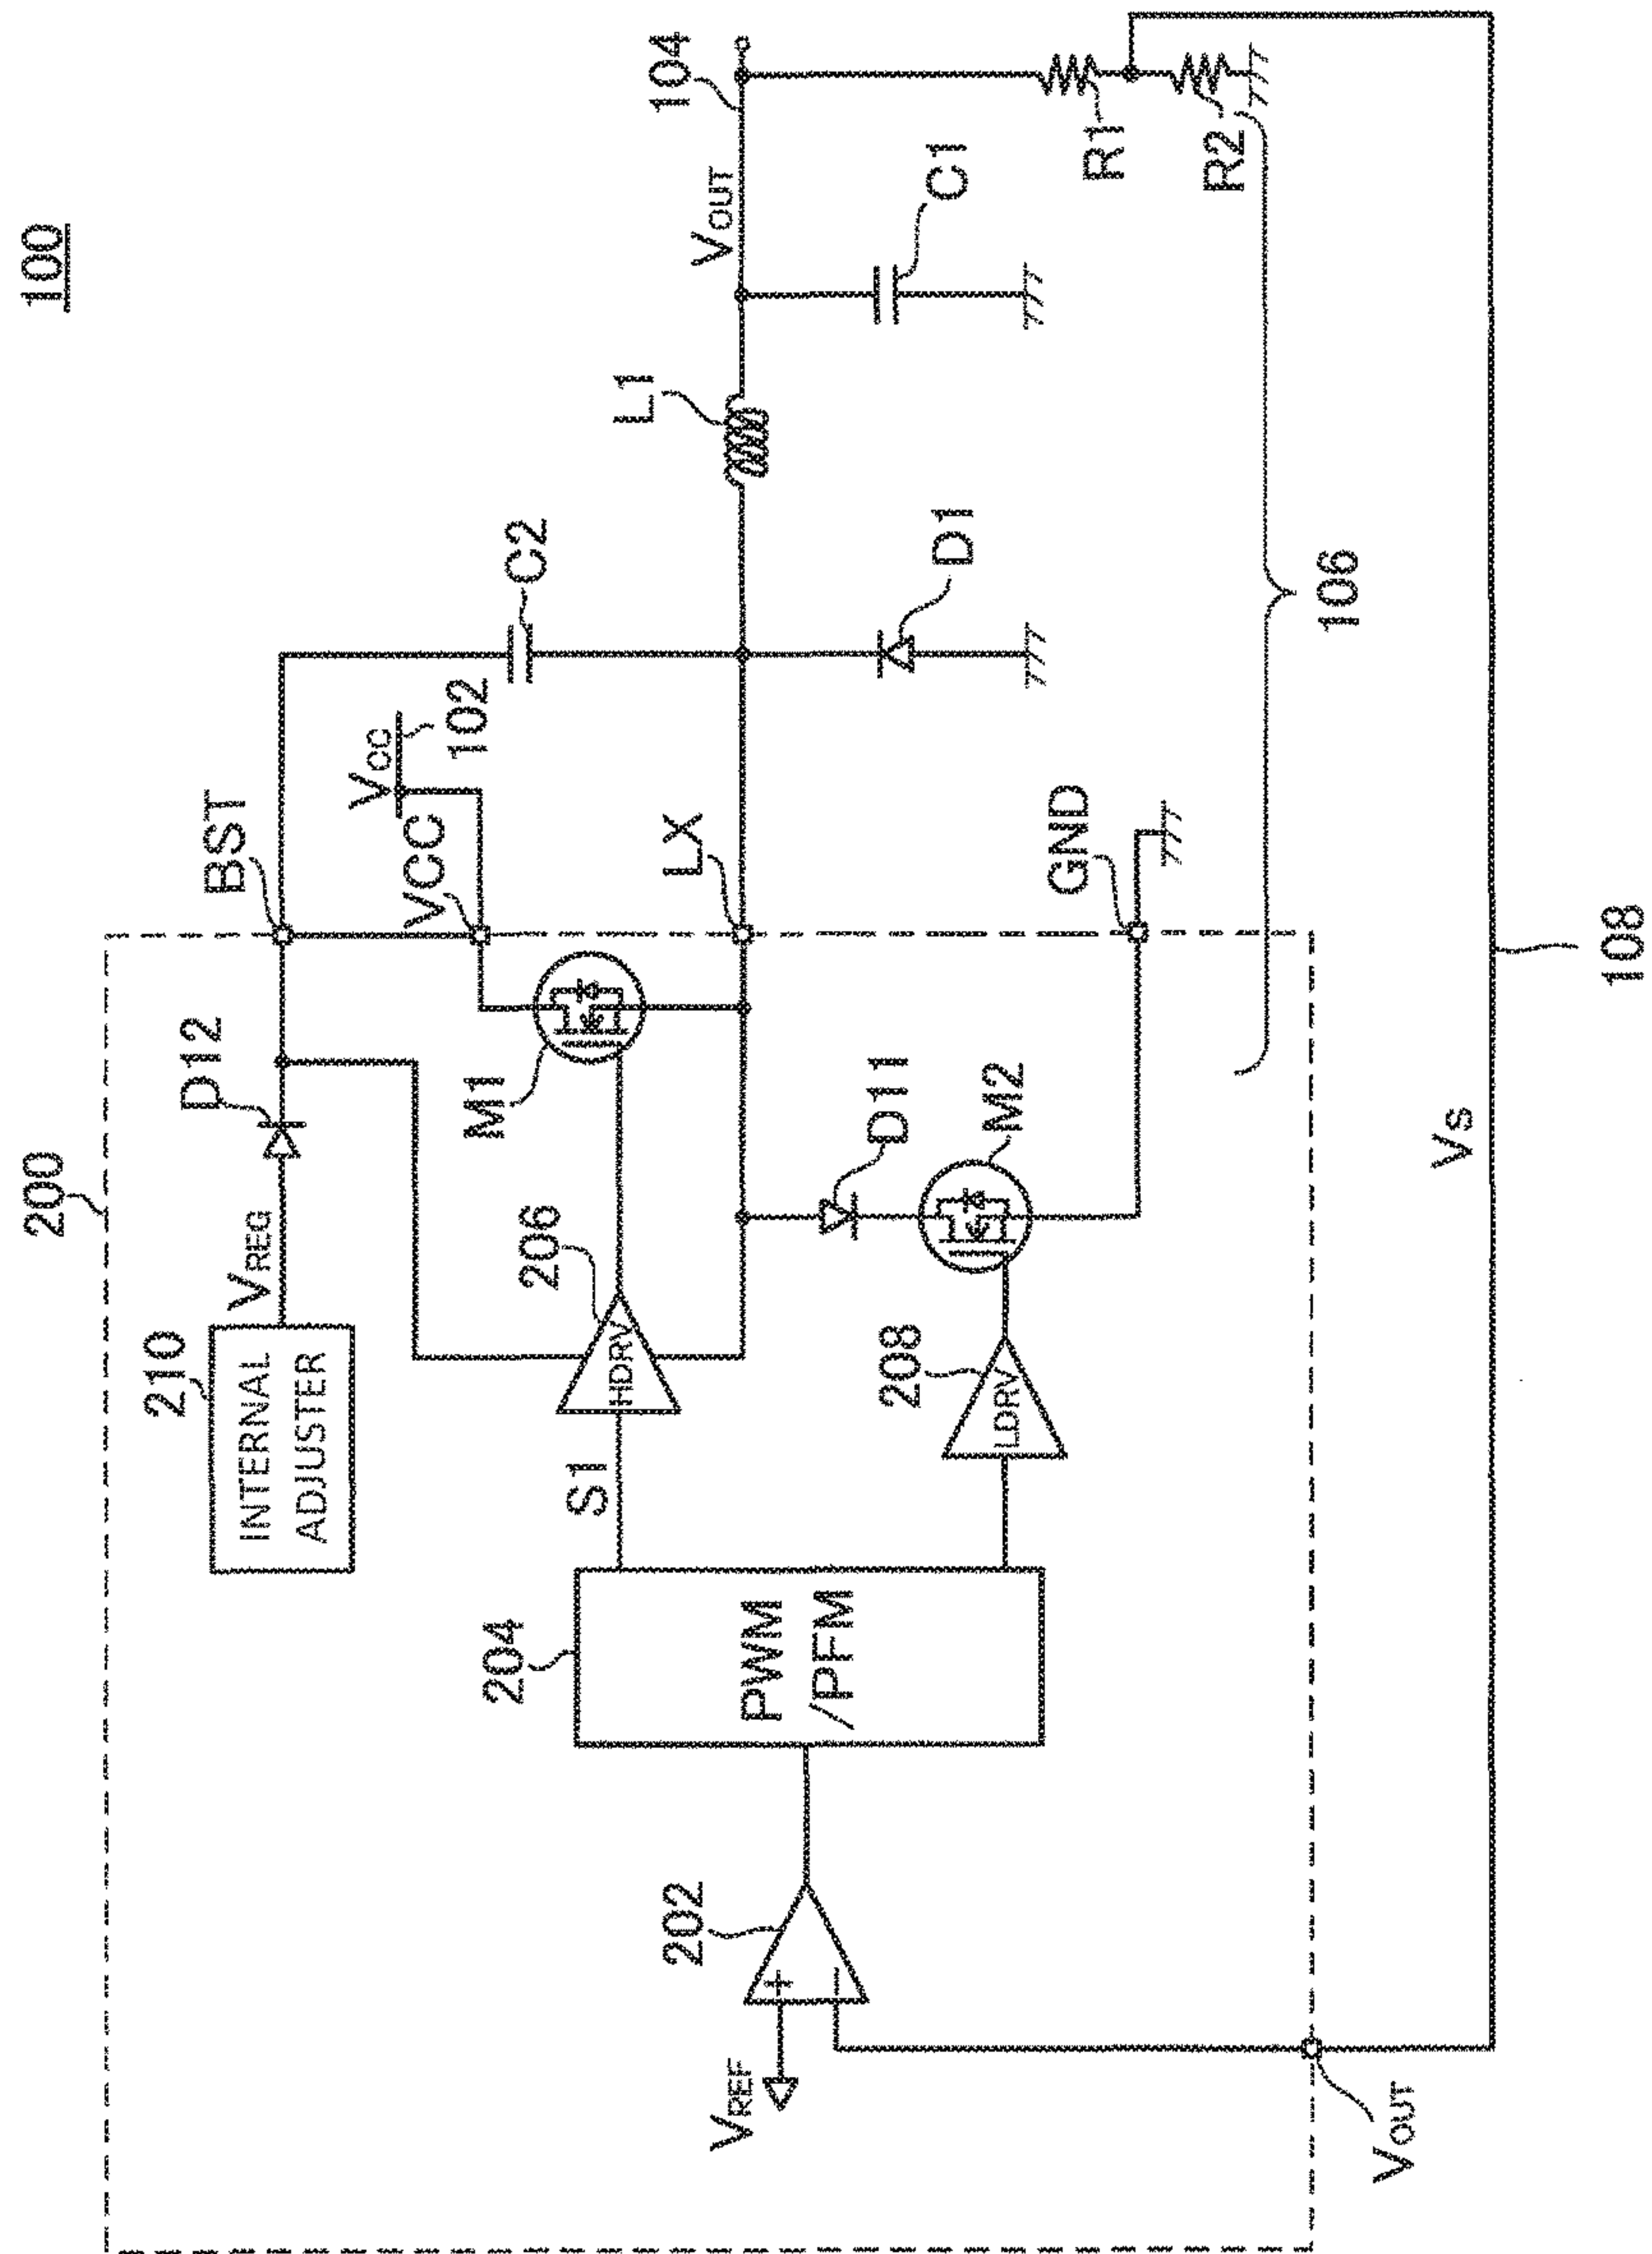 100
200
210
INTERNAL
ADJUSTER
VREG
D12
BST
VCC
102
VCC
C2
L1
VOUT
104
204
S1
206
HDRV
M1
LX
202
VREF
+
−
PWM
/PFM
208
LDRV
D11
M2
GND
D1
C1
R1
R2
106
VOUT
VS
108